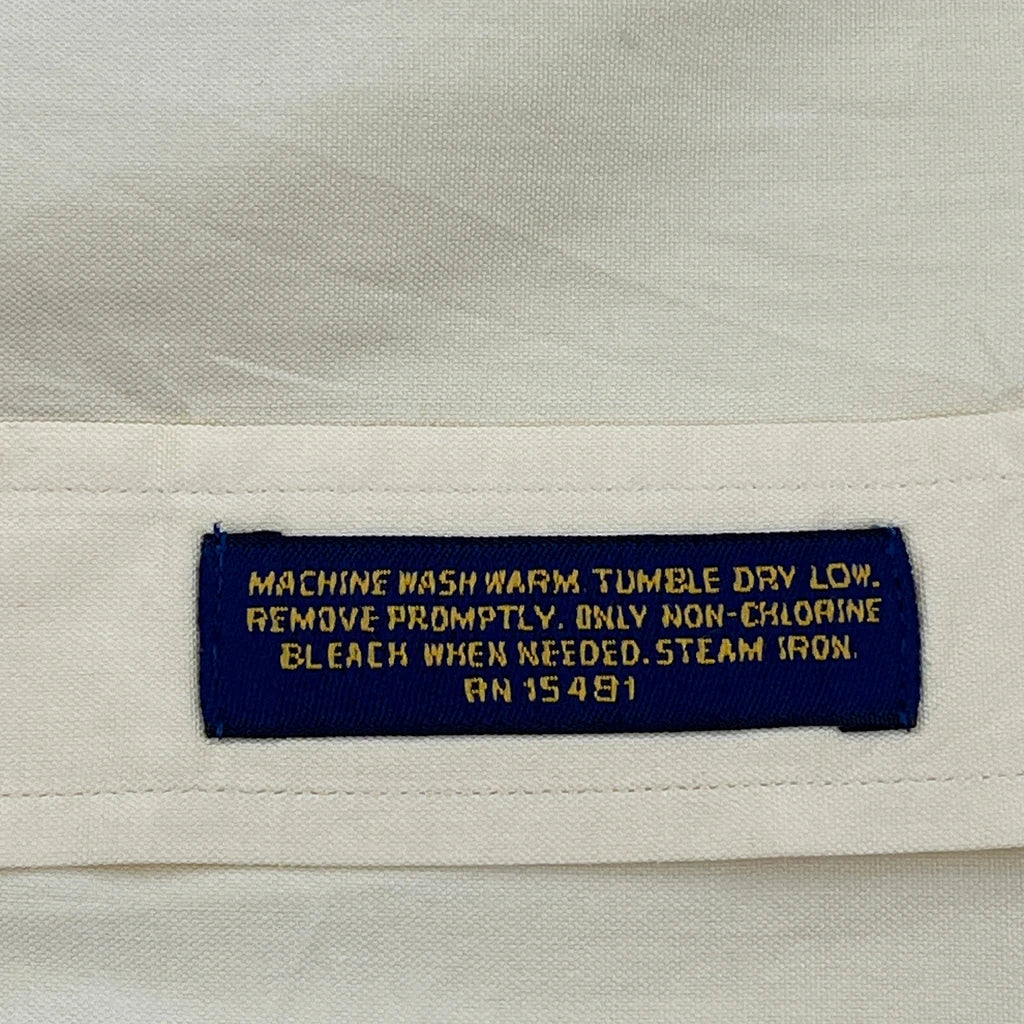 MACHINE WASH WARM. TUMBLE DRY LOW.
REMOVE PROMPTLY. ONLY NON-CHLORINE
BLEACH WHEN NEEDED. STEAM IRON.
RN 15481